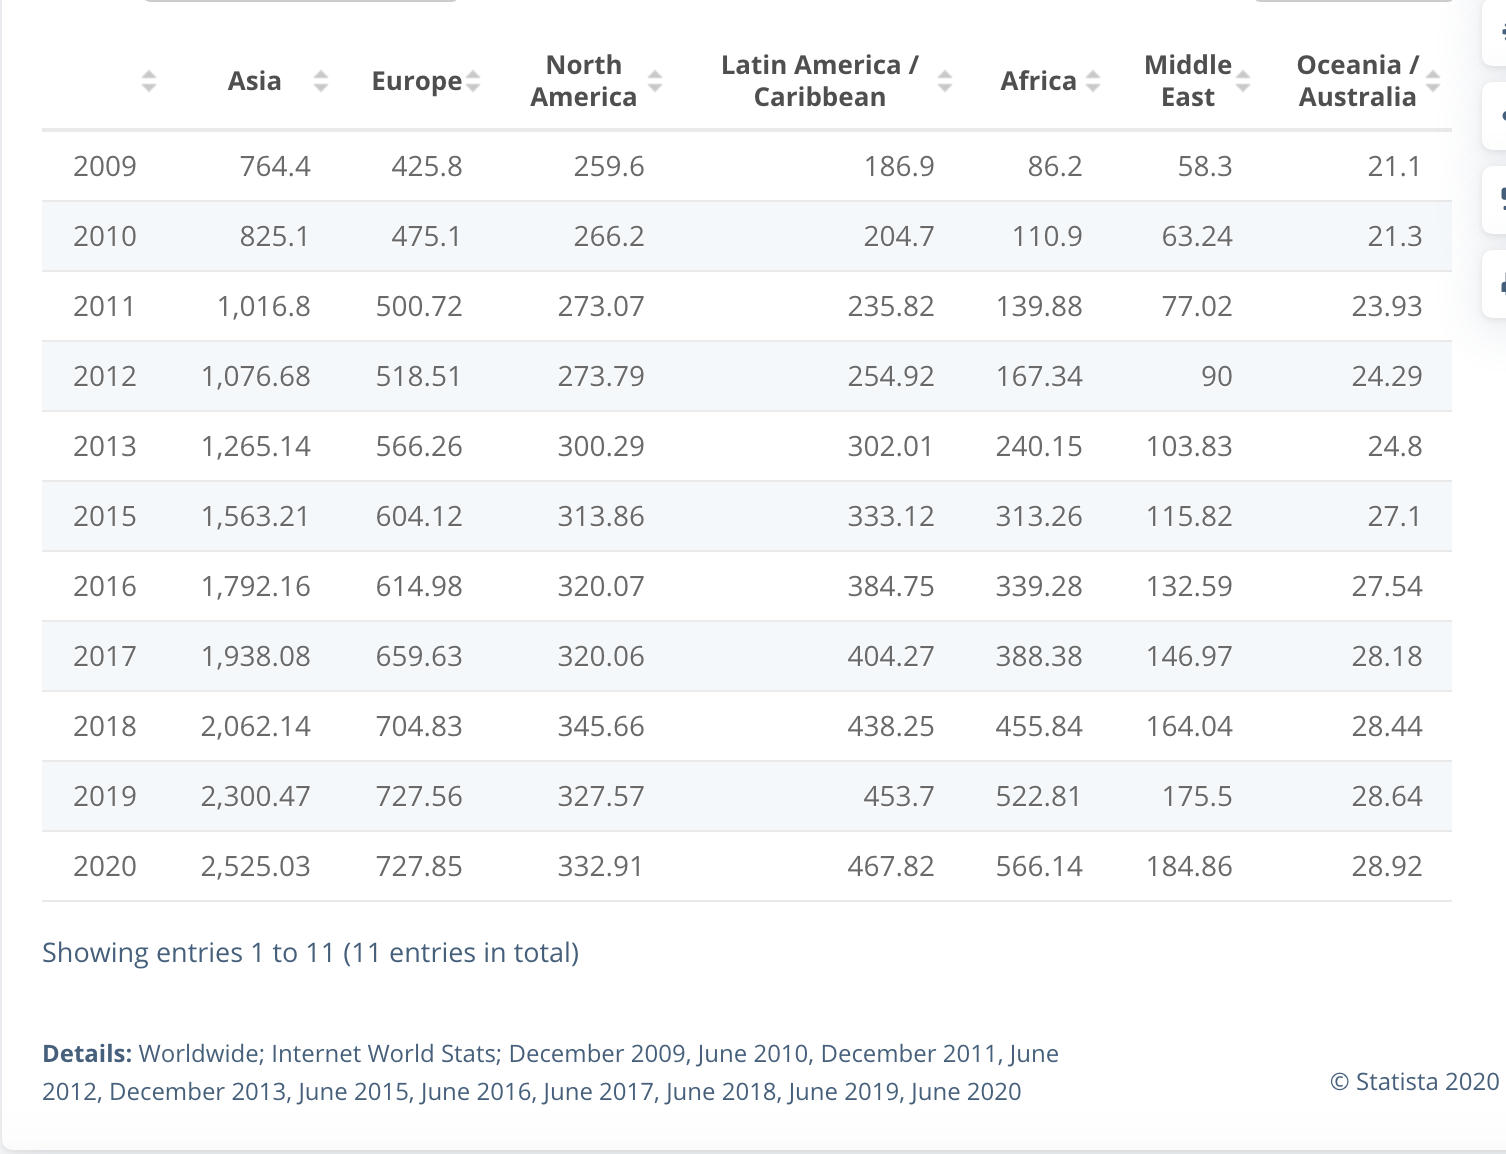 Asia Europe North America Latin America / Caribbean Africa Middle East Oceania / Australia
2009 764.4 425.8 259.6 186.9 86.2 58.3 21.1
2010 825.1 475.1 266.2 204.7 110.9 63.24 21.3
2011 1,016.8 500.72 273.07 235.82 139.88 77.02 23.93
2012 1,076.68 518.51 273.79 254.92 167.34 90 24.29
2013 1,265.14 566.26 300.29 302.01 240.15 103.83 24.8
2015 1,563.21 604.12 313.86 333.12 313.26 115.82 27.1
2016 1,792.16 614.98 320.07 384.75 339.28 132.59 27.54
2017 1,938.08 659.63 320.06 404.27 388.38 146.97 28.18
2018 2,062.14 704.83 345.66 438.25 455.84 164.04 28.44
2019 2,300.47 727.56 327.57 453.7 522.81 175.5 28.64
2020 2,525.03 727.85 332.91 467.82 566.14 184.86 28.92
Showing entries 1 to 11 (11 entries in total)
Details: Worldwide; Internet World Stats; December 2009, June 2010, December 2011, June
2012, December 2013, June 2015, June 2016, June 2017, June 2018, June 2019, June 2020
© Statista 2020